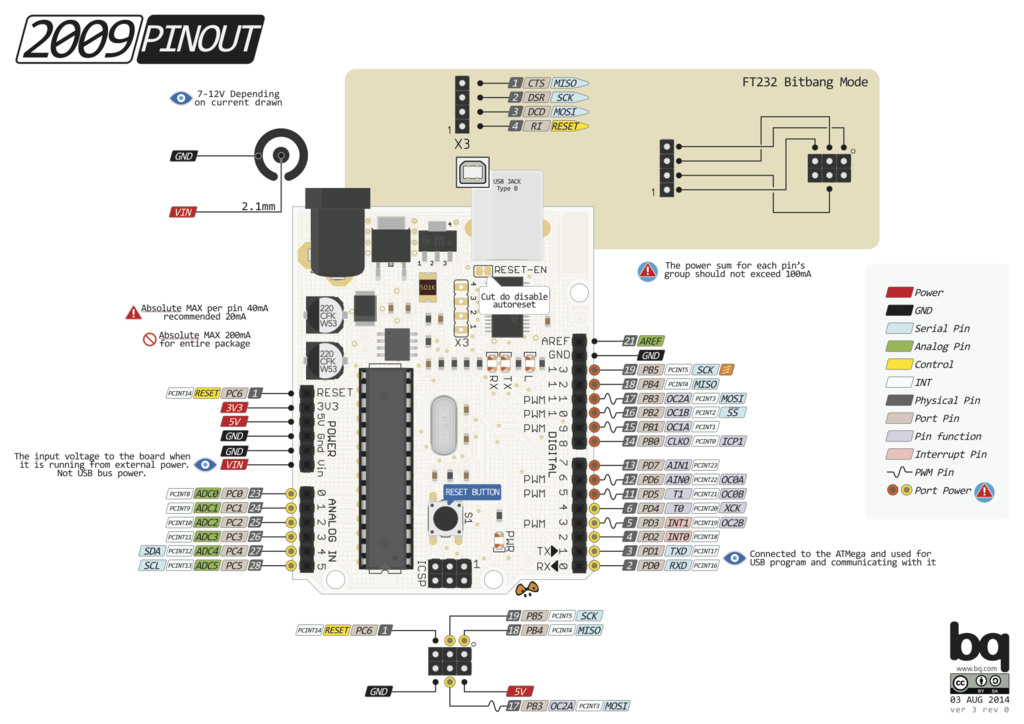 2009 PINOUT
7-12V Depending
on current drawn
GND
VIN
2.1mm
FT232 Bitbang Mode
1 CTS MISO
2 DSR SCK
3 DCD MOSI
4 RI RESET
1
X3
1
USB JACK
Type B
The power sum for each pin's
group should not exceed 100mA
Absolute MAX per pin 40mA
recommended 20mA
Absolute MAX 200mA
for entire package
RESET-EN
Cut do disable
autoreset
1 2 3
501K
220
CFK
W53
220
CFK
W53
4
3
2
1
X3
RX
TX
L
Power
GND
Serial Pin
Analog Pin
Control
INT
Physical Pin
Port Pin
Pin function
Interrupt Pin
PWM Pin
Port Power
AREF 21 AREF
GND GND
13 19 PB5 PCINT5 SCK
12 18 PB4 PCINT4 MISO
PWM 11 17 PB3 OC2A PCINT3 MOSI
PWM 10 16 PB2 OC1B PCINT2 SS
PWM 9 15 PB1 OC1A PCINT1
8 14 PB0 CLKO PCINT0 ICP1
DIGITAL
7 13 PD7 AIN1 PCINT23
PWM 6 12 PD6 AIN0 PCINT22 OC0A
PWM 5 11 PD5 T1 PCINT21 OC0B
4 6 PD4 T0 PCINT20 XCK
PWM 3 5 PD3 INT1 PCINT19 OC2B
2 4 PD2 INT0 PCINT18
TX 1 3 PD1 TXD PCINT17
RX 0 2 PD0 RXD PCINT16
Connected to the ATMega and used for
USB program and communicating with it
PCINT14 RESET PC6 1 RESET
3V3 3V3
5V 5V
GND Gnd
GND
VIN Vin
POWER
The input voltage to the board when
it is running from external power.
Not USB bus power.
PCINT8 ADC0 PC0 23 0
PCINT9 ADC1 PC1 24 1
PCINT10 ADC2 PC2 25 2
PCINT11 ADC3 PC3 26 3
SDA PCINT12 ADC4 PC4 27 4
SCL PCINT13 ADC5 PC5 28 5
ANALOG IN
RESET BUTTON
S1
PWR
ICSP
1
19 PB5 PCINT5 SCK
18 PB4 PCINT4 MISO
PCINT14 RESET PC6 1
GND
5V
17 PB3 OC2A PCINT3 MOSI
bq
www.bq.com
cc BY SA
03 AUG 2014
ver 3 rev 0